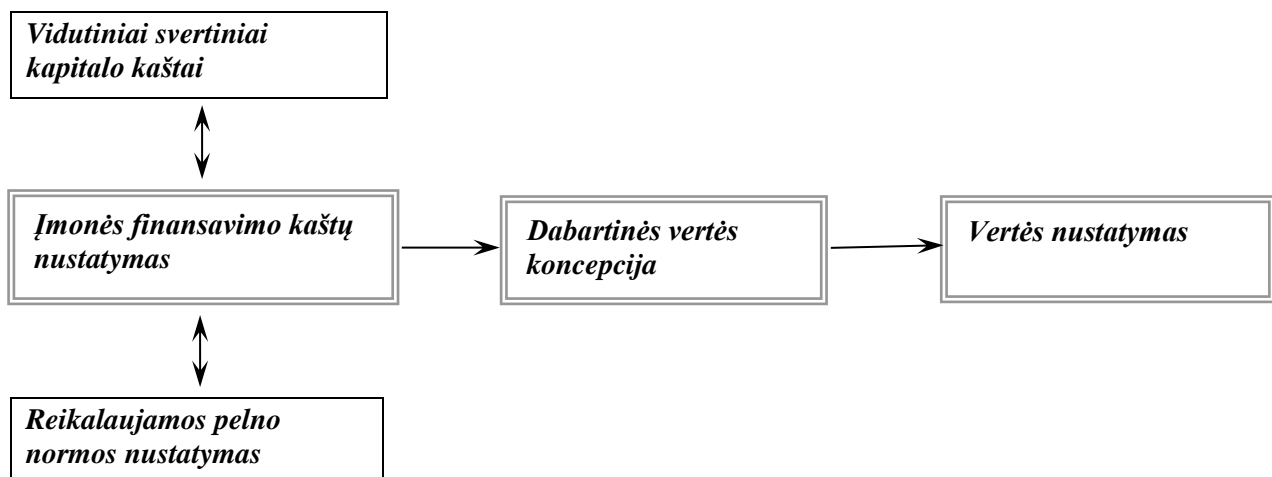 Vidutiniai svertiniai
kapitalo kaštai
Įmonės finansavimo kaštų
nustatymas
Dabartinės vertės
koncepcija
Vertės nustatymas
Reikalaujamos pelno
normos nustatymas